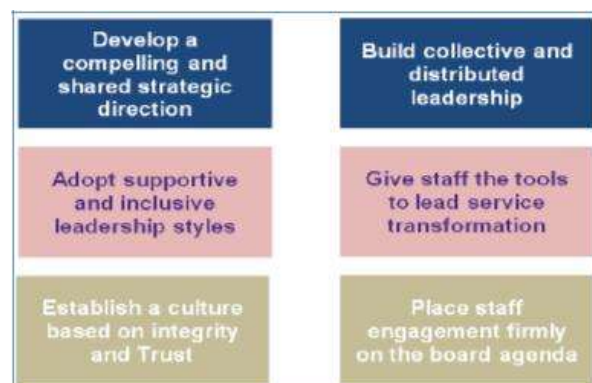 Develop a
compelling and
shared strategic
direction
Build collective and
distributed
leadership
Adopt supportive
and inclusive
leadership styles
Give staff the tools
to lead service
transformation
Establish a culture
based on integrity
and Trust
Place staff
engagement firmly
on the board agenda